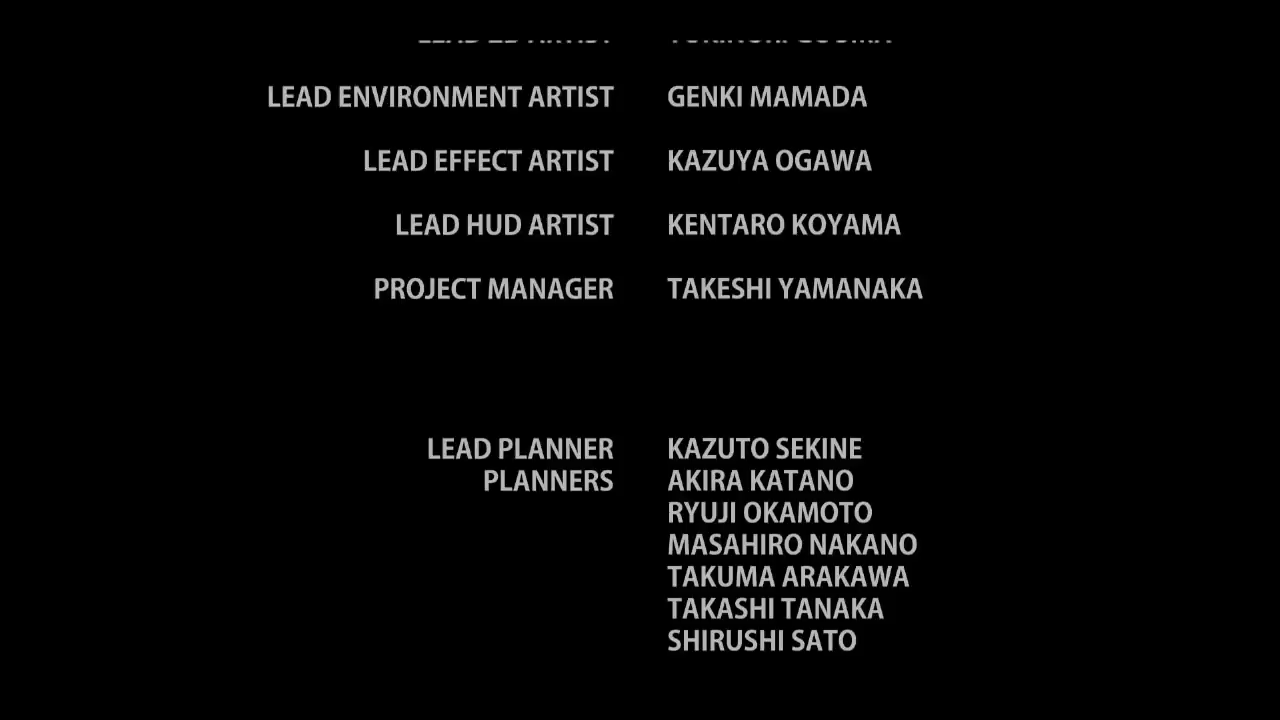 LEAD ENVIRONMENT ARTIST GENKI MAMADA
LEAD EFFECT ARTIST KAZUYA OGAWA
LEAD HUD ARTIST KENTARO KOYAMA
PROJECT MANAGER TAKESHI YAMANAKA
LEAD PLANNER KAZUTO SEKINE
PLANNERS AKIRA KATANO
RYUJI OKAMOTO
MASAHIRO NAKANO
TAKUMA ARAKAWA
TAKASHI TANAKA
SHIRUSHI SATO